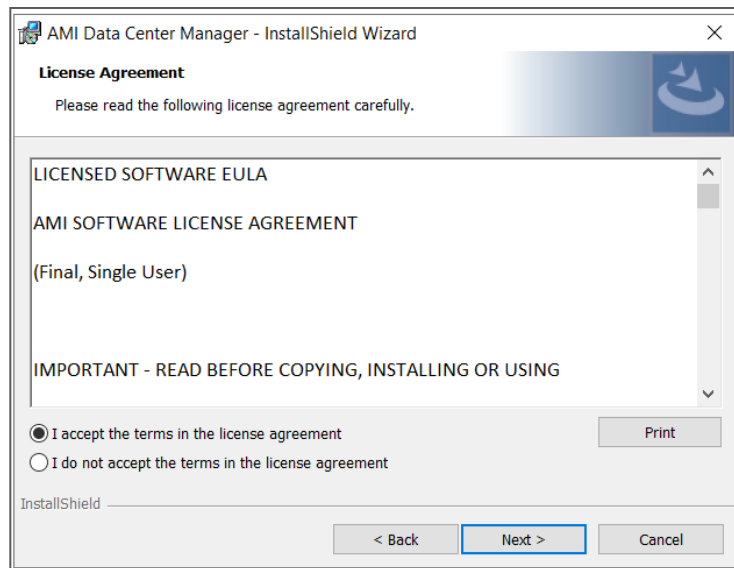 AMI Data Center Manager - InstallShield Wizard
License Agreement
Please read the following license agreement carefully.
LICENSED SOFTWARE EULA
AMI SOFTWARE LICENSE AGREEMENT
(Final, Single User)
IMPORTANT - READ BEFORE COPYING, INSTALLING OR USING
I accept the terms in the license agreement
Print
I do not accept the terms in the license agreement
InstallShield
< Back
Next >
Cancel